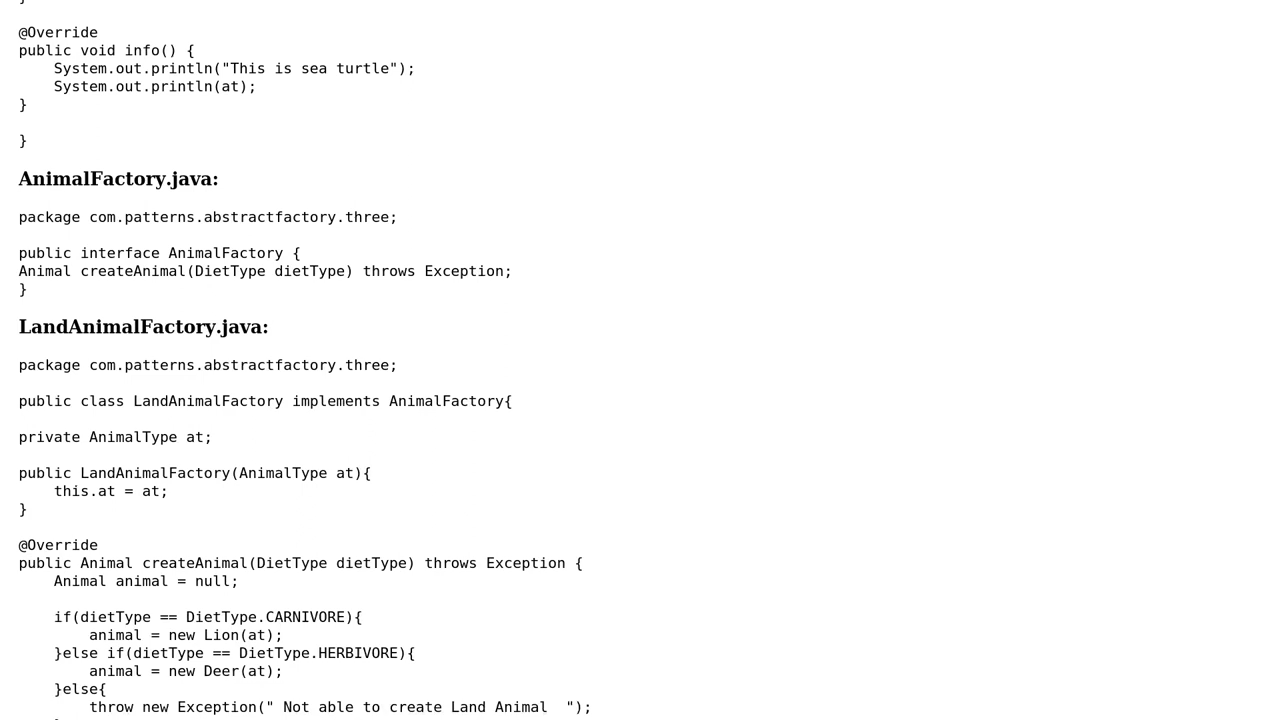 }
@Override
public void info() {
    System.out.println("This is sea turtle");
    System.out.println(at);
}
}
AnimalFactory.java:
package com.patterns.abstractfactory.three;
public interface AnimalFactory {
Animal createAnimal(DietType dietType) throws Exception;
}
LandAnimalFactory.java:
package com.patterns.abstractfactory.three;
public class LandAnimalFactory implements AnimalFactory{
private AnimalType at;
public LandAnimalFactory(AnimalType at){
    this.at = at;
}
@Override
public Animal createAnimal(DietType dietType) throws Exception {
    Animal animal = null;
    if(dietType == DietType.CARNIVORE){
        animal = new Lion(at);
    }else if(dietType == DietType.HERBIVORE){
        animal = new Deer(at);
    }else{
        throw new Exception(" Not able to create Land Animal  ");